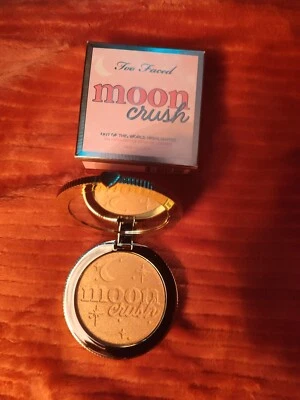 Too Faced
moon
crush
OUT OF THIS WORLD HIGHLIGHTER
moon
crush